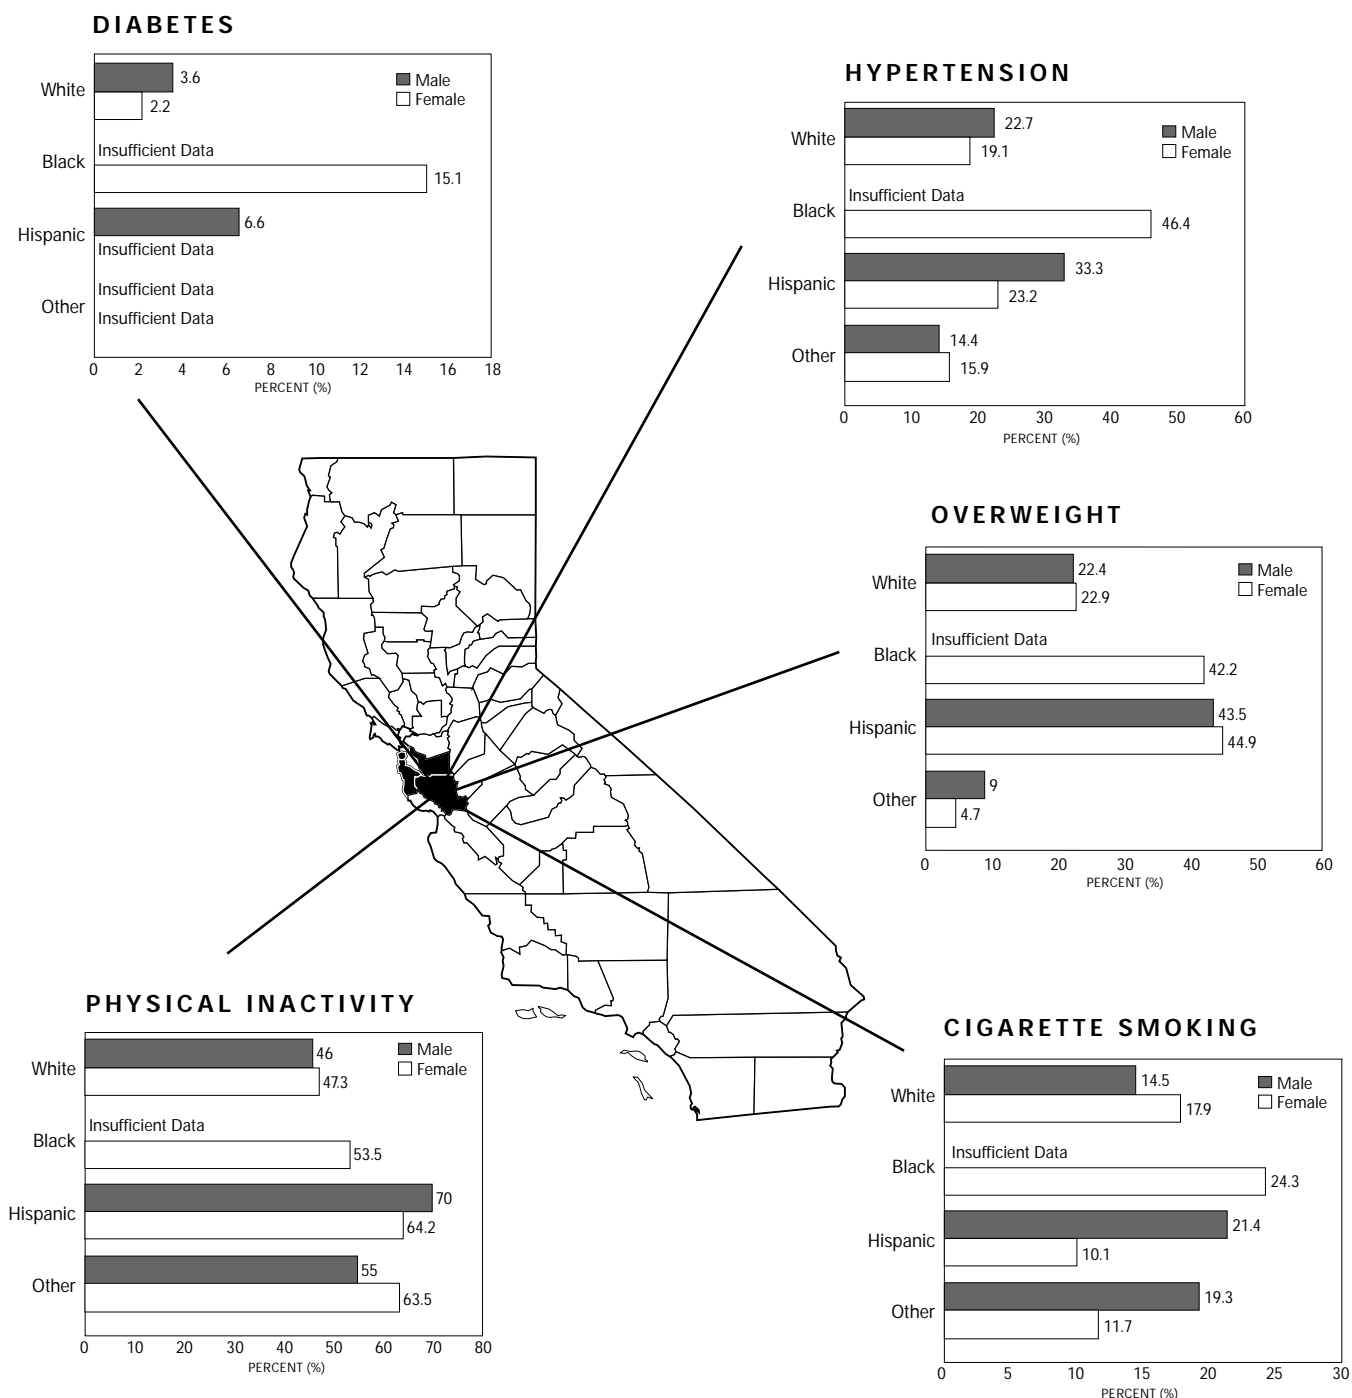 DIABETES
Male
Female
White
3.6
2.2
Black
Insufficient Data
15.1
Hispanic
6.6
Insufficient Data
Other
Insufficient Data
Insufficient Data
0 2 4 6 8 10 12 14 16 18
PERCENT (%)
HYPERTENSION
Male
Female
White
22.7
19.1
Black
Insufficient Data
46.4
Hispanic
33.3
23.2
Other
14.4
15.9
0 10 20 30 40 50 60
PERCENT (%)
OVERWEIGHT
Male
Female
White
22.4
22.9
Black
Insufficient Data
42.2
Hispanic
43.5
44.9
Other
9
4.7
0 10 20 30 40 50 60
PERCENT (%)
PHYSICAL INACTIVITY
Male
Female
White
46
47.3
Black
Insufficient Data
53.5
Hispanic
70
64.2
Other
55
63.5
0 10 20 30 40 50 60 70 80
PERCENT (%)
CIGARETTE SMOKING
Male
Female
White
14.5
17.9
Black
Insufficient Data
24.3
Hispanic
21.4
10.1
Other
19.3
11.7
0 5 10 15 20 25 30
PERCENT (%)